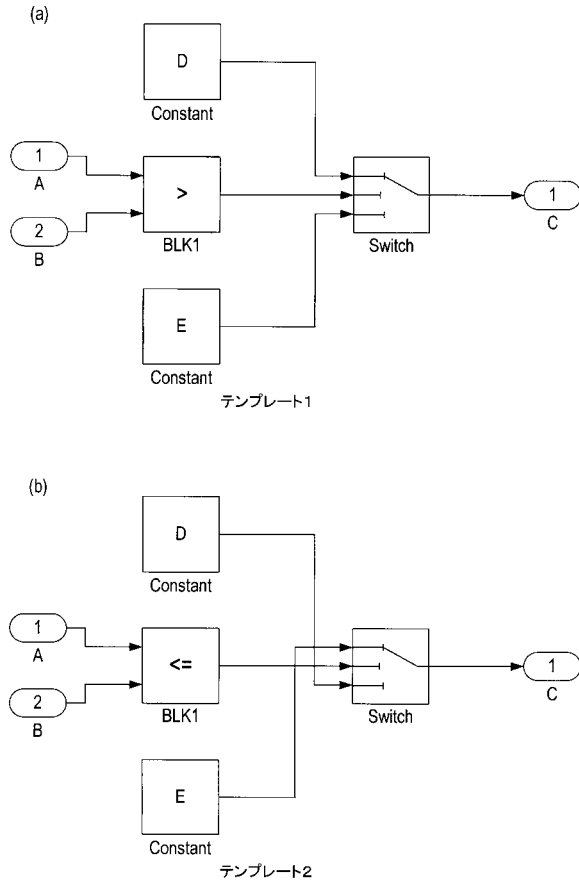 (a)
D
Constant
1
A
2
B
>
BLK1
Switch
1
C
E
Constant
テンプレート1
(b)
D
Constant
1
A
2
B
<=
BLK1
Switch
1
C
E
Constant
テンプレート2